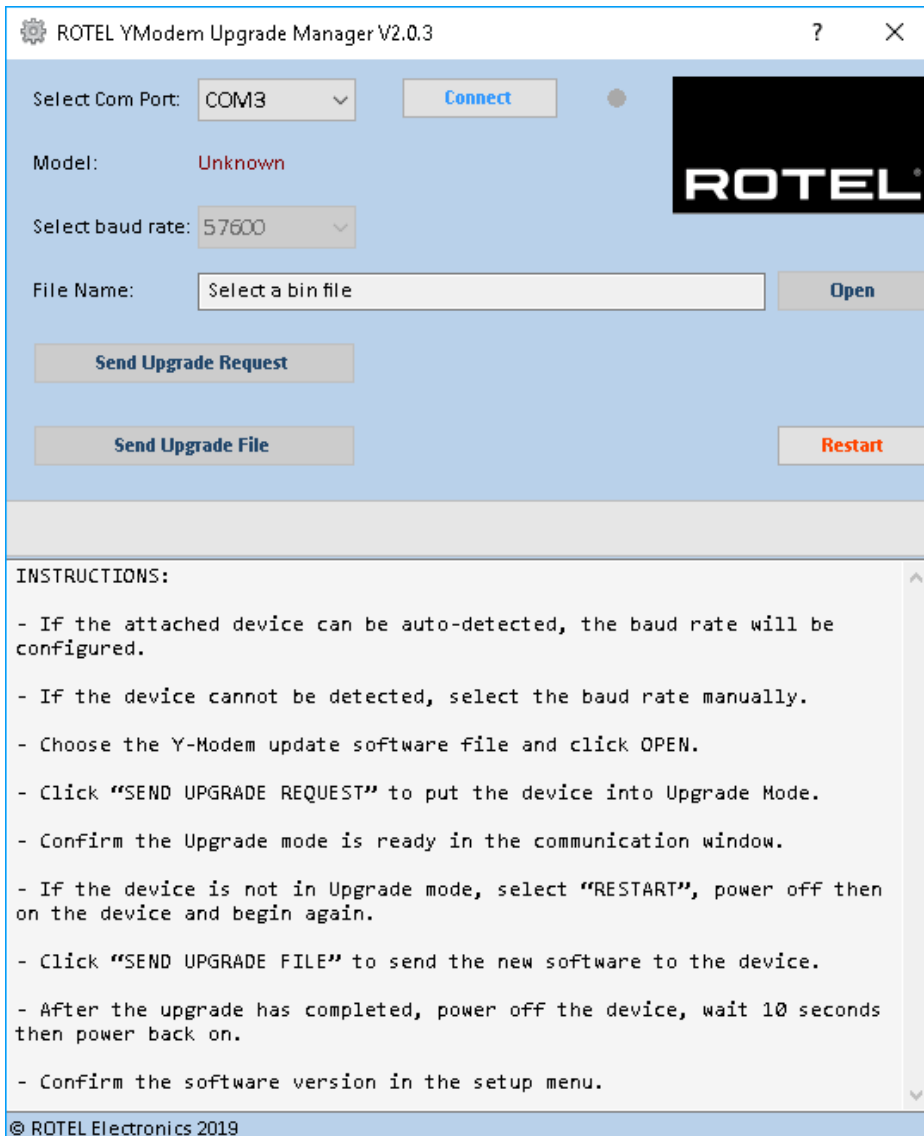 ROTEL YModem Upgrade Manager V2.0.3
?
Select Com Port:
COM3
Connect
Model:
Unknown
ROTEL
Select baud rate:
57600
File Name:
Select a bin file
Open
Send Upgrade Request
Send Upgrade File
Restart
INSTRUCTIONS:
- If the attached device can be auto-detected, the baud rate will be
configured.
- If the device cannot be detected, select the baud rate manually.
- Choose the Y-Modem update software file and click OPEN.
- Click “SEND UPGRADE REQUEST” to put the device into Upgrade Mode.
- Confirm the Upgrade mode is ready in the communication window.
- If the device is not in Upgrade mode, select “RESTART”, power off then
on the device and begin again.
- Click “SEND UPGRADE FILE” to send the new software to the device.
- After the upgrade has completed, power off the device, wait 10 seconds
then power back on.
- Confirm the software version in the setup menu.
© ROTEL Electronics 2019